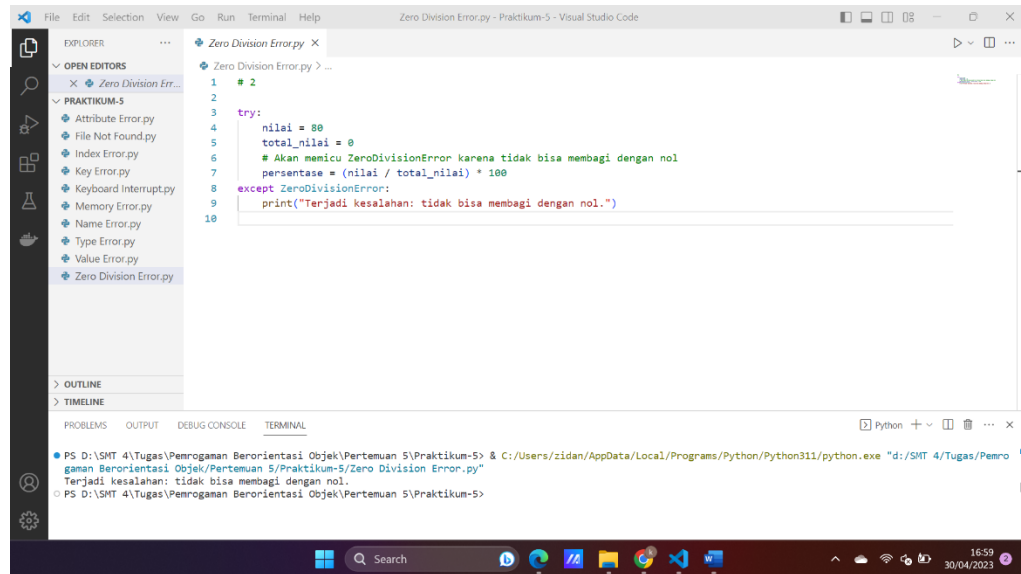 File Edit Selection View Go Run Terminal Help Zero Division Error.py - Praktikum-5 - Visual Studio Code
EXPLORER
OPEN EDITORS
Zero Division Err...
PRAKTIKUM-5
Attribute Error.py
File Not Found.py
Index Error.py
Key Error.py
Keyboard Interrupt.py
Memory Error.py
Name Error.py
Type Error.py
Value Error.py
Zero Division Error.py
OUTLINE
TIMELINE
Zero Division Error.py
Zero Division Error.py > ...
1 # 2
2
3 try:
4 nilai = 80
5 total_nilai = 0
6 # Akan memicu ZeroDivisionError karena tidak bisa membagi dengan nol
7 persentase = (nilai / total_nilai) * 100
8 except ZeroDivisionError:
9 print("Terjadi kesalahan: tidak bisa membagi dengan nol.")
10
PROBLEMS OUTPUT DEBUG CONSOLE TERMINAL Python
PS D:\SMT 4\Tugas\Pemrogaman Berorientasi Objek\Pertemuan 5\Praktikum-5> & C:/Users/zidan/AppData/Local/Programs/Python/Python311/python.exe "d:/SMT 4/Tugas/Pemro
gaman Berorientasi Objek/Pertemuan 5/Praktikum-5/Zero Division Error.py"
Terjadi kesalahan: tidak bisa membagi dengan nol.
PS D:\SMT 4\Tugas\Pemrogaman Berorientasi Objek\Pertemuan 5\Praktikum-5>
Search
16:59
30/04/2023
2